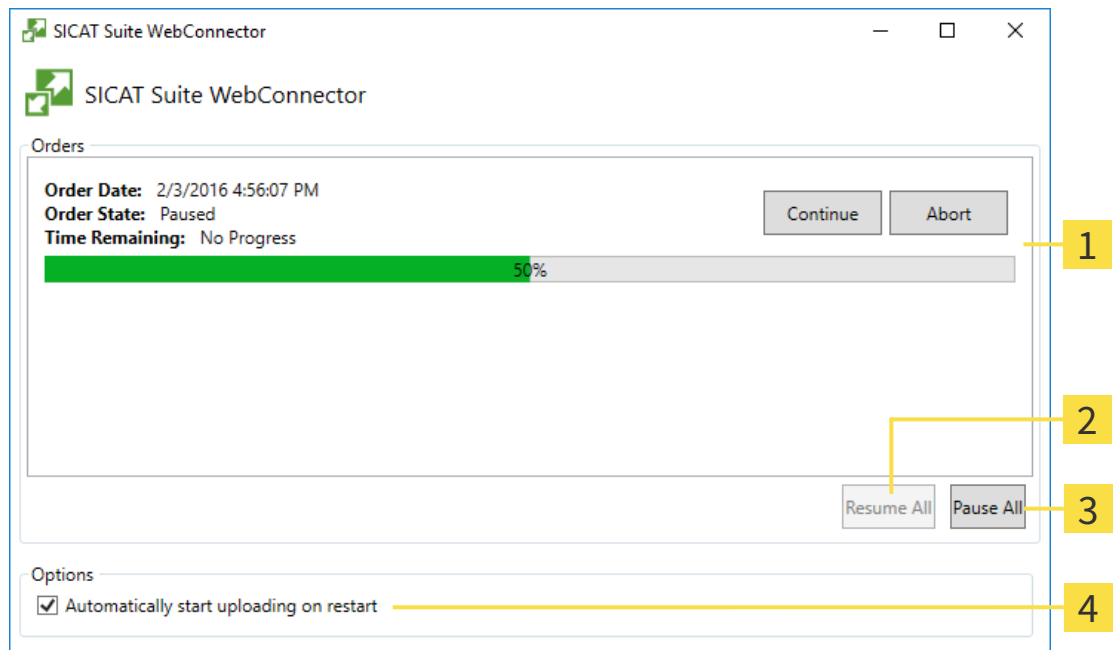 SICAT Suite WebConnector
SICAT Suite WebConnector
Orders
Order Date: 2/3/2016 4:56:07 PM
Order State: Paused
Time Remaining: No Progress
Continue
Abort
50%
1
2
Resume All
Pause All
3
Options
Automatically start uploading on restart
4